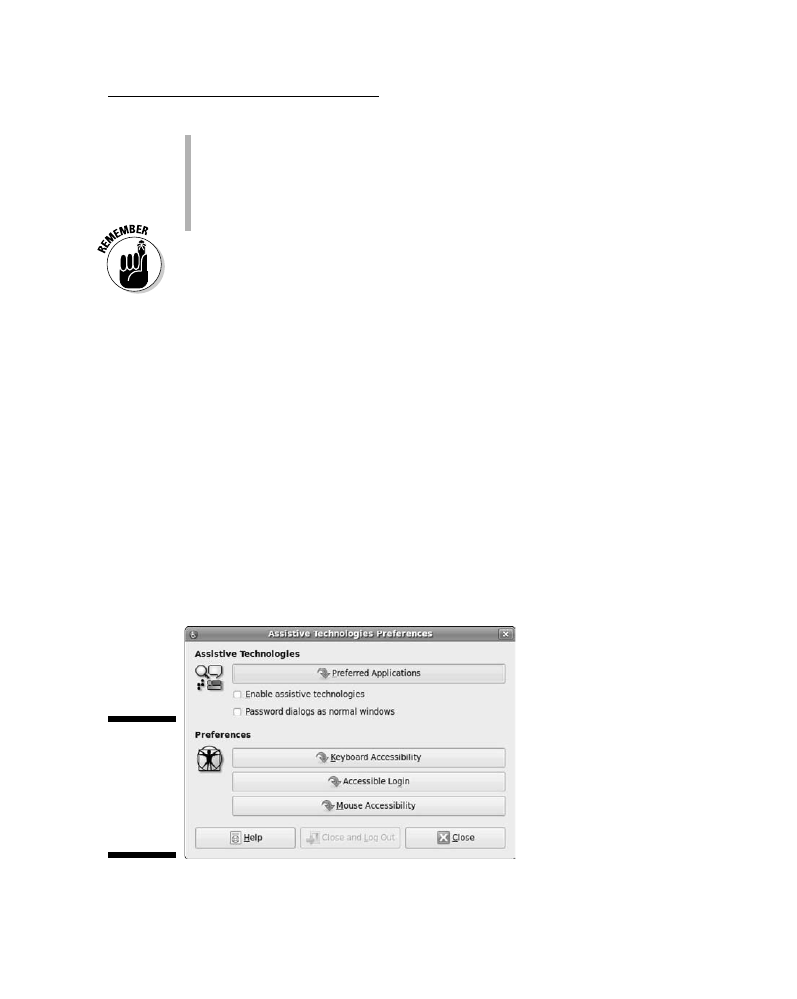 REMEMBER
Assistive Technologies Preferences
Assistive Technologies
Preferred Applications
Enable assistive technologies
Password dialogs as normal windows
Preferences
Keyboard Accessibility
Accessible Login
Mouse Accessibility
Help
Close and Log Out
Close